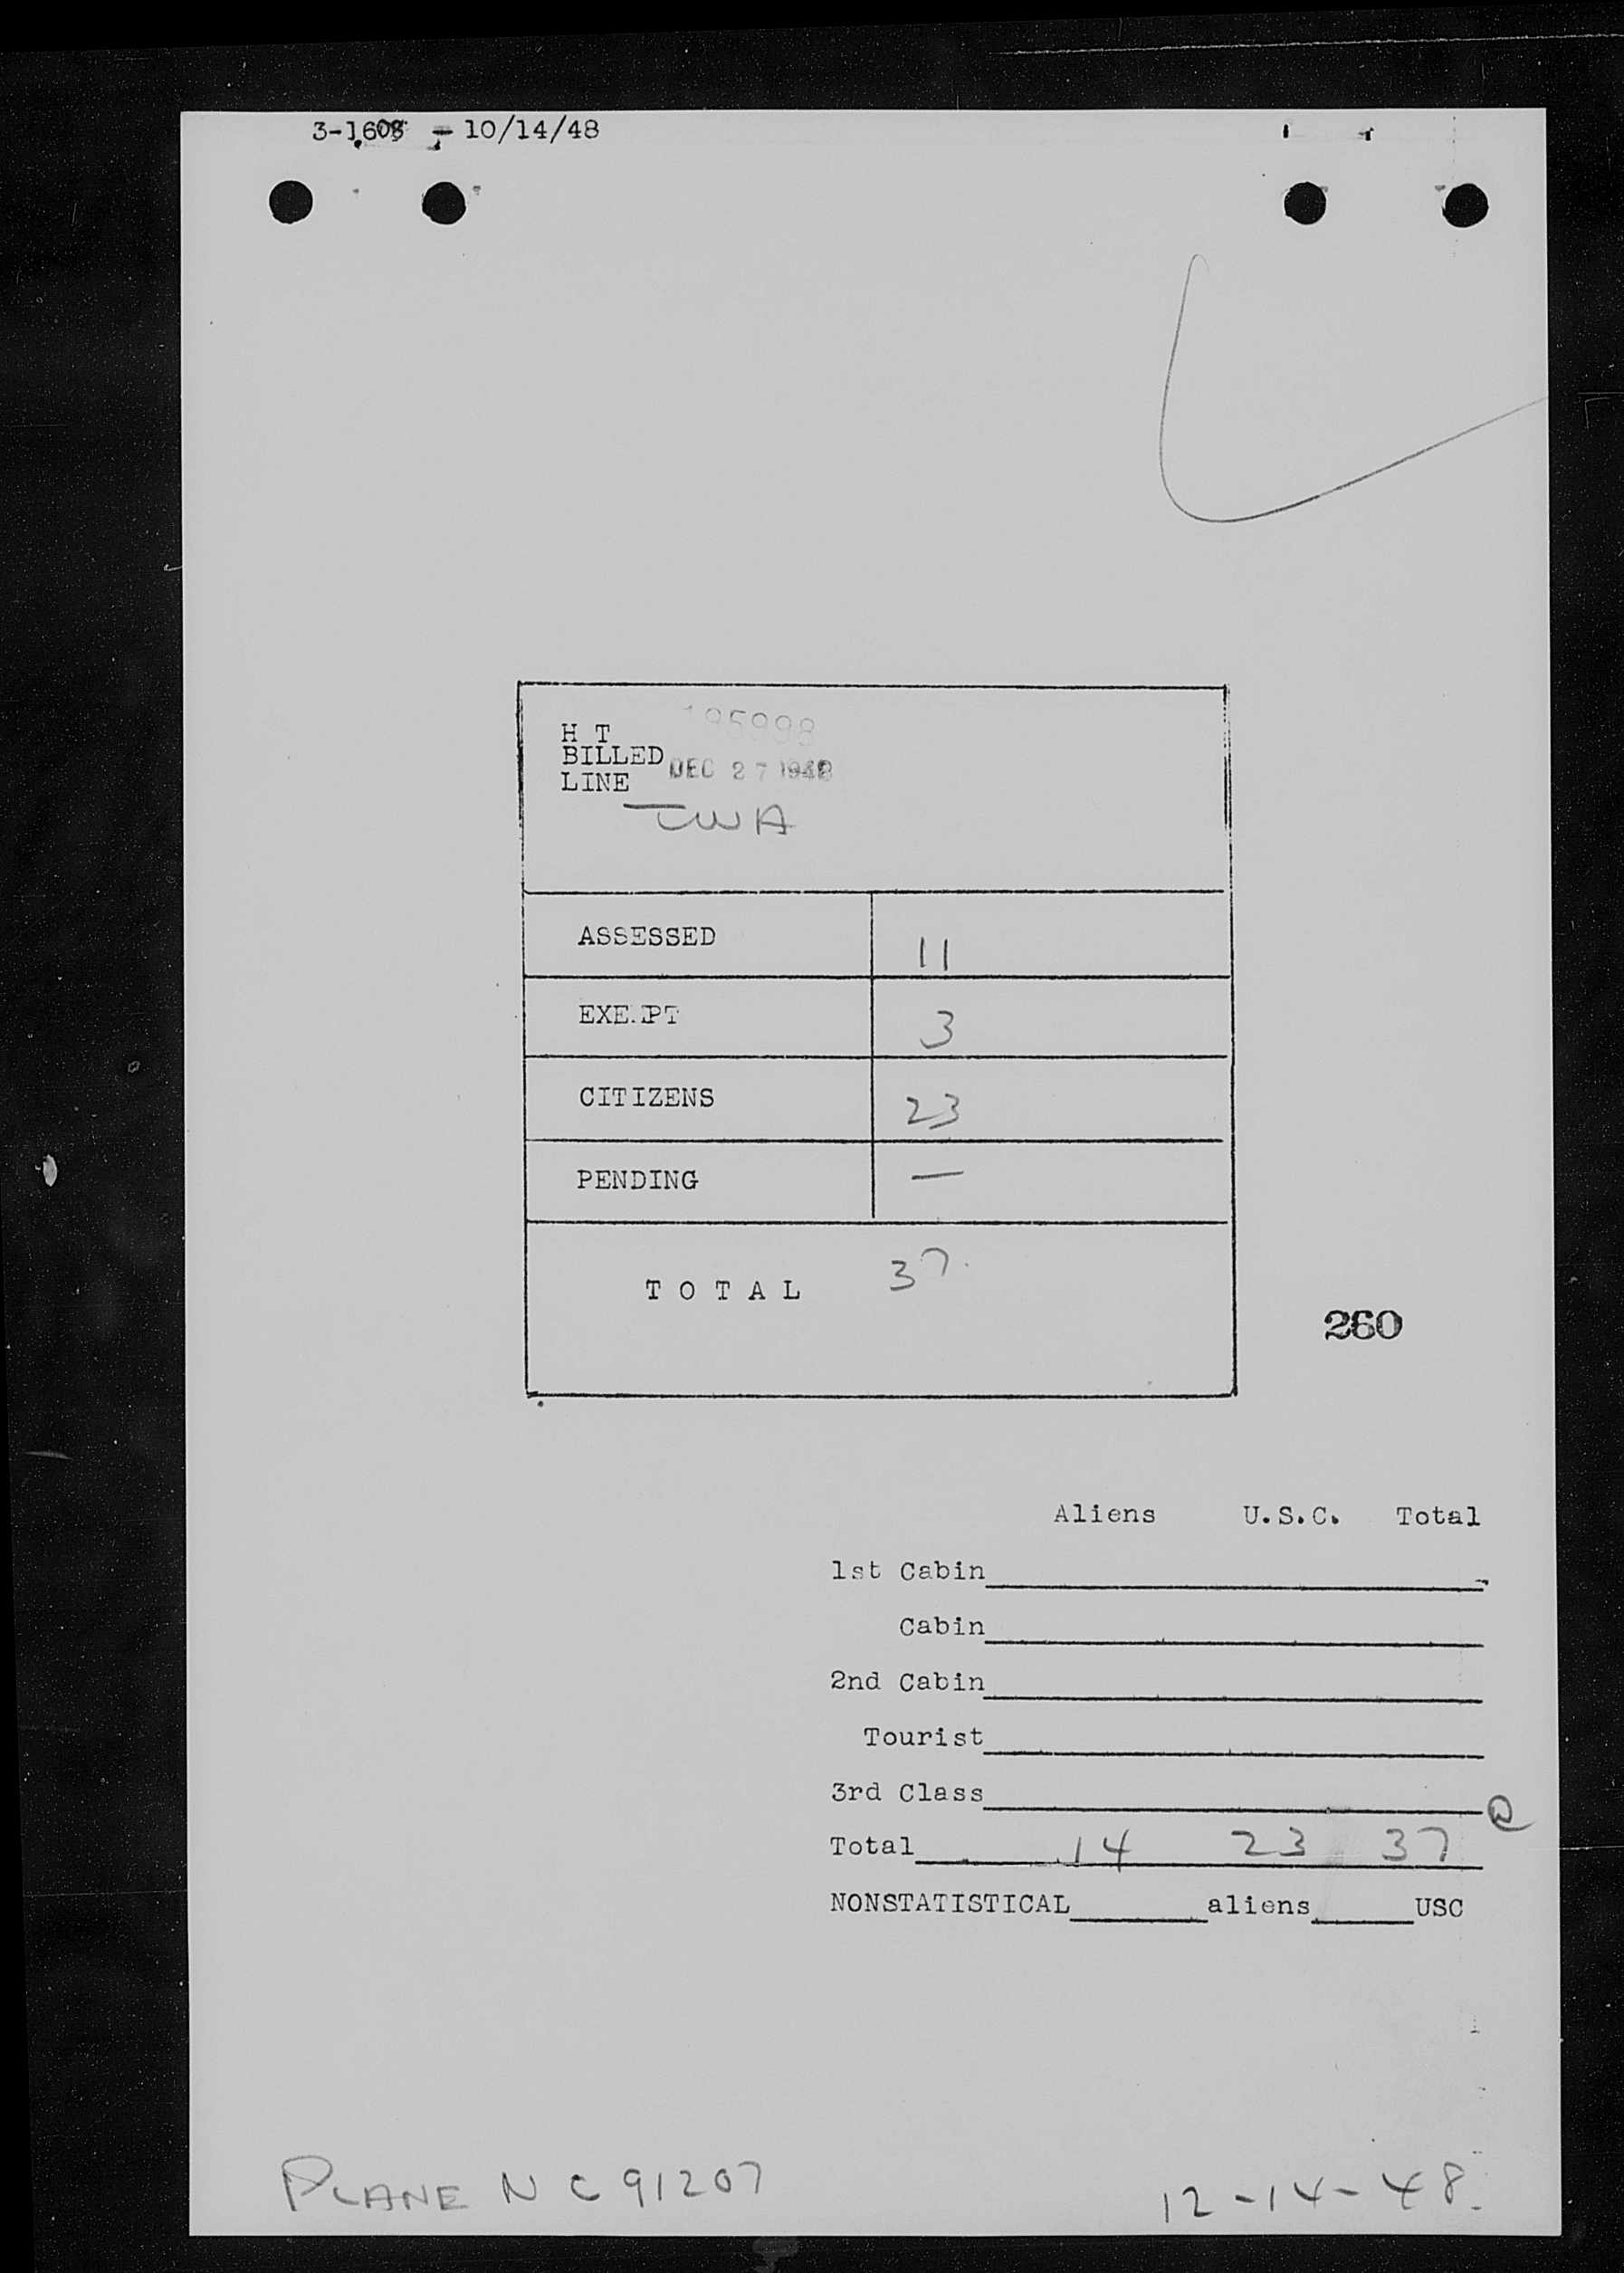 - 10/14/48
H T
BILLED DEC 27 1948
LINE
TWA
ASSESSED 11
EXEMPT 3
CITIZENS 23
PENDING —
TOTAL 37
260
Aliens U.S.C. Total
1st Cabin
Cabin
2nd Cabin
Tourist
3rd Class
Total 14 23 37
NONSTATISTICAL aliens USC
PLANE NC 91207
12-14-48